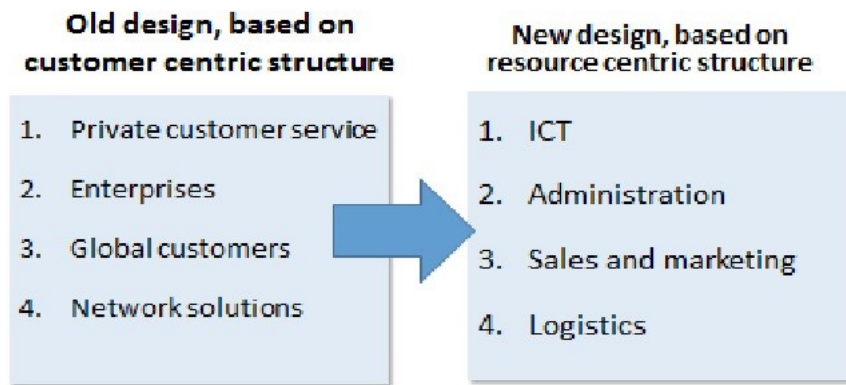 Old design, based on
customer centric structure
1. Private customer service
2. Enterprises
3. Global customers
4. Network solutions
New design, based on
resource centric structure
1. ICT
2. Administration
3. Sales and marketing
4. Logistics